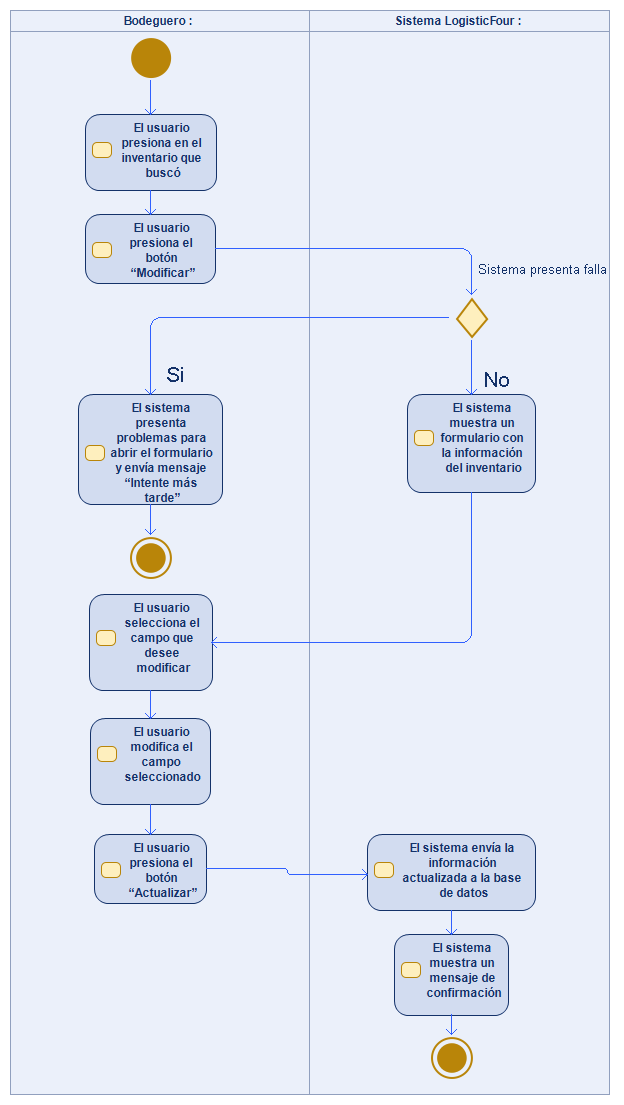 Bodeguero :
Sistema LogisticFour :
El usuario
presiona en el
inventario que
buscó
El usuario
presiona el
botón
“Modificar”
Sistema presenta falla
Si
No
El sistema
presenta
problemas para
abrir el formulario
y envía mensaje
“Intente más
tarde”
El sistema
muestra un
formulario con
la información
del inventario
El usuario
selecciona el
campo que
desee
modificar
El usuario
modifica el
campo
seleccionado
El usuario
presiona el
botón
“Actualizar”
El sistema envía la
información
actualizada a la base
de datos
El sistema
muestra un
mensaje de
confirmación